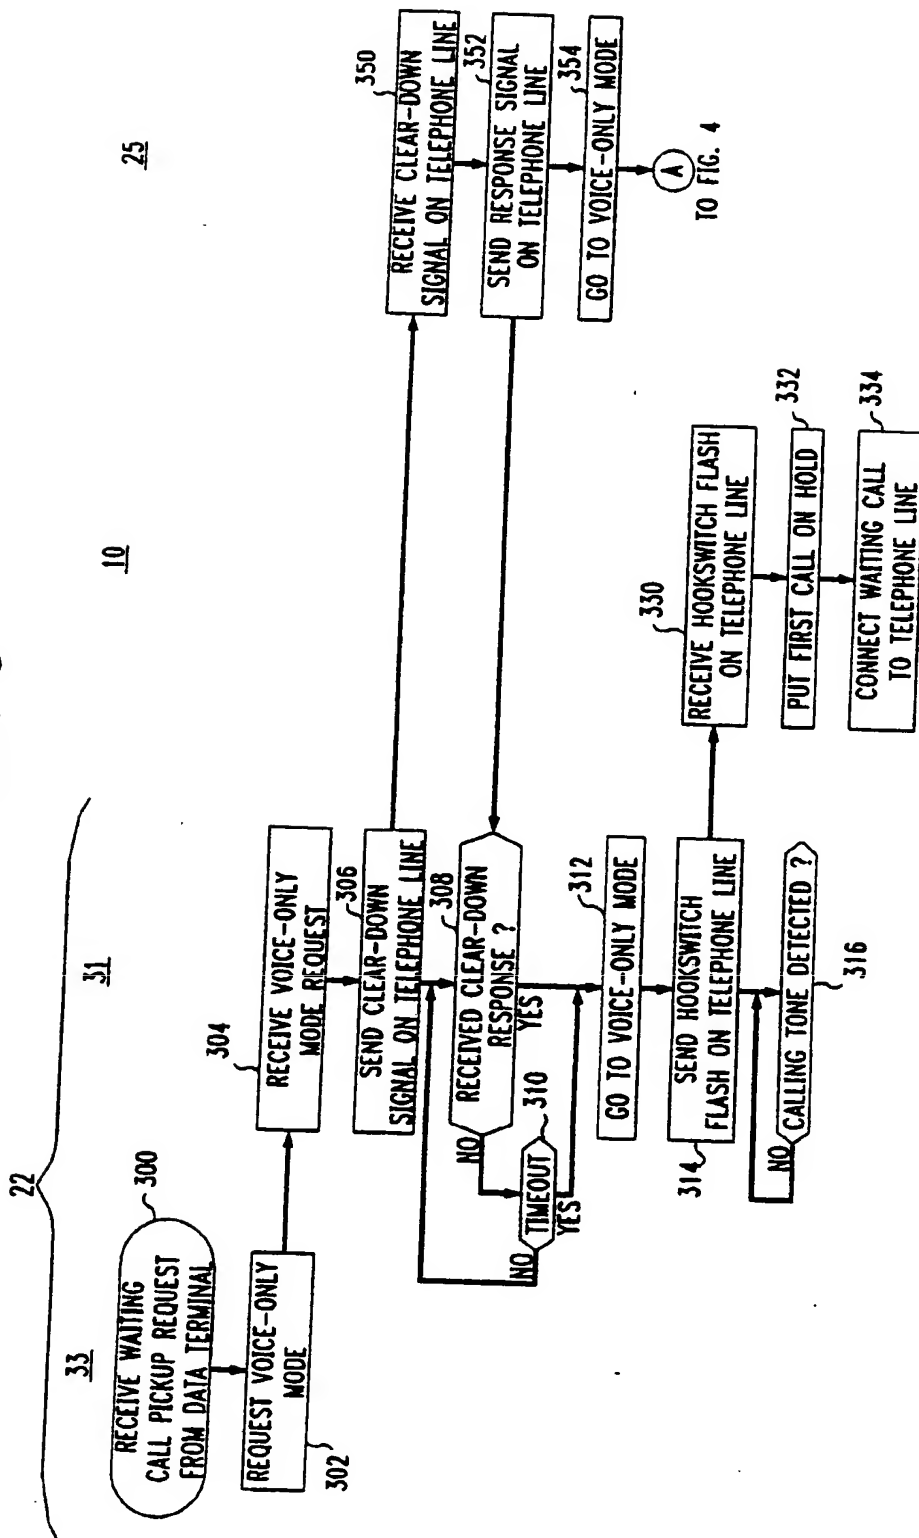 22
33
31
10
25
300
RECEIVE WAITING
CALL PICKUP REQUEST
FROM DATA TERMINAL
REQUEST VOICE-ONLY
MODE
302
304
RECEIVE VOICE-ONLY
MODE REQUEST
306
SEND CLEAR-DOWN
SIGNAL ON TELEPHONE LINE
308
RECEIVED CLEAR-DOWN
RESPONSE ?
NO
YES
310
TIMEOUT
NO
YES
312
GO TO VOICE-ONLY MODE
SEND HOOKSWITCH
FLASH ON TELEPHONE LINE
314
NO
CALLING TONE DETECTED ?
316
330
RECEIVE HOOKSWITCH FLASH
ON TELEPHONE LINE
332
PUT FIRST CALL ON HOLD
334
CONNECT WAITING CALL
TO TELEPHONE LINE
350
RECEIVE CLEAR-DOWN
SIGNAL ON TELEPHONE LINE
352
SEND RESPONSE SIGNAL
ON TELEPHONE LINE
354
GO TO VOICE-ONLY MODE
A
TO FIG. 4